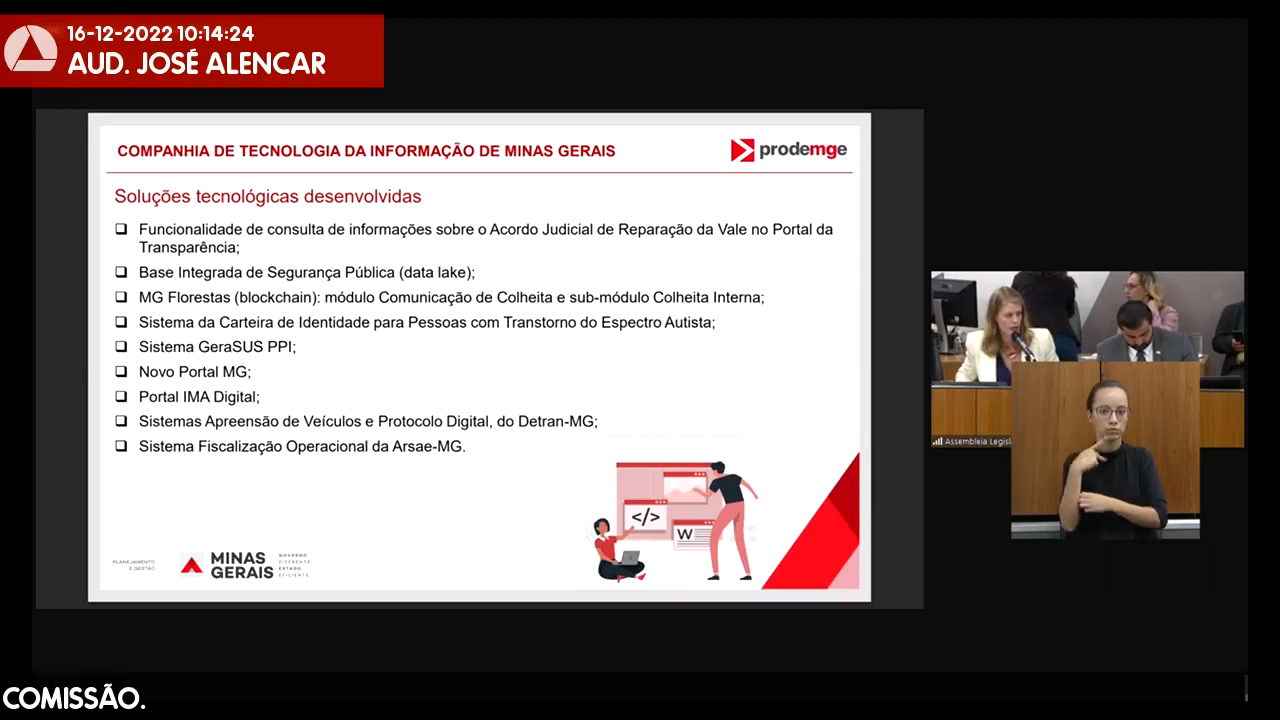 16-12-2022 10:14:24
AUD. JOSÉ ALENCAR
COMPANHIA DE TECNOLOGIA DA INFORMAÇÃO DE MINAS GERAIS
prodemge
Soluções tecnológicas desenvolvidas
Funcionalidade de consulta de informações sobre o Acordo Judicial de Reparação da Vale no Portal da
Transparência;
Base Integrada de Segurança Pública (data lake);
MG Florestas (blockchain): módulo Comunicação de Colheita e sub-módulo Colheita Interna;
Sistema da Carteira de Identidade para Pessoas com Transtorno do Espectro Autista;
Sistema GeraSUS PPI;
Novo Portal MG;
Portal IMA Digital;
Sistemas Apreensão de Veículos e Protocolo Digital, do Detran-MG;
Sistema Fiscalização Operacional da Arsae-MG.
</>
W
PLANEJAMENTO
E GESTÃO
MINAS
GERAIS
GOVERNO
DIFERENTE
ESTADO
EFICIENTE
Assembleia Legisl
COMISSÃO.